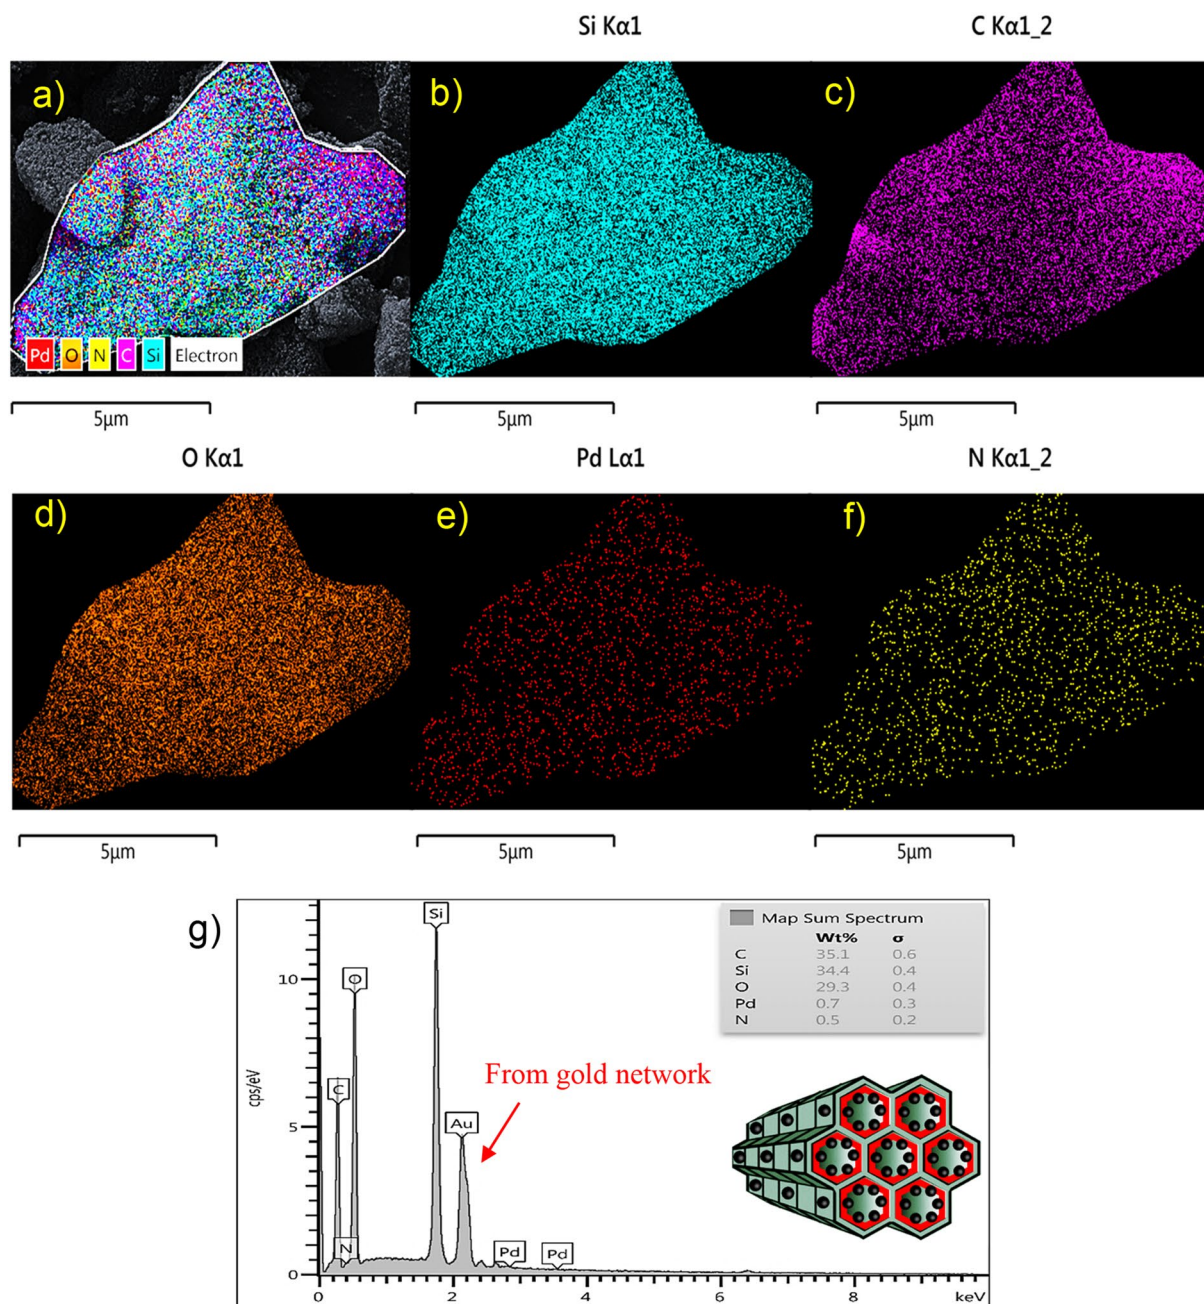 Si Kα1
C Kα1_2
a)
b)
c)
Pd O N C Si Electron
5μm
5μm
5μm
O Kα1
Pd Lα1
N Kα1_2
d)
e)
f)
5μm
5μm
5μm
g)
Si
Map Sum Spectrum
Wt% σ
C 35.1 0.6
Si 34.4 0.4
O 29.3 0.4
Pd 0.7 0.3
N 0.5 0.2
10
O
From gold network
cps/eV
C
5
Au
N
Pd
Pd
0
0 2 4 6 8 keV